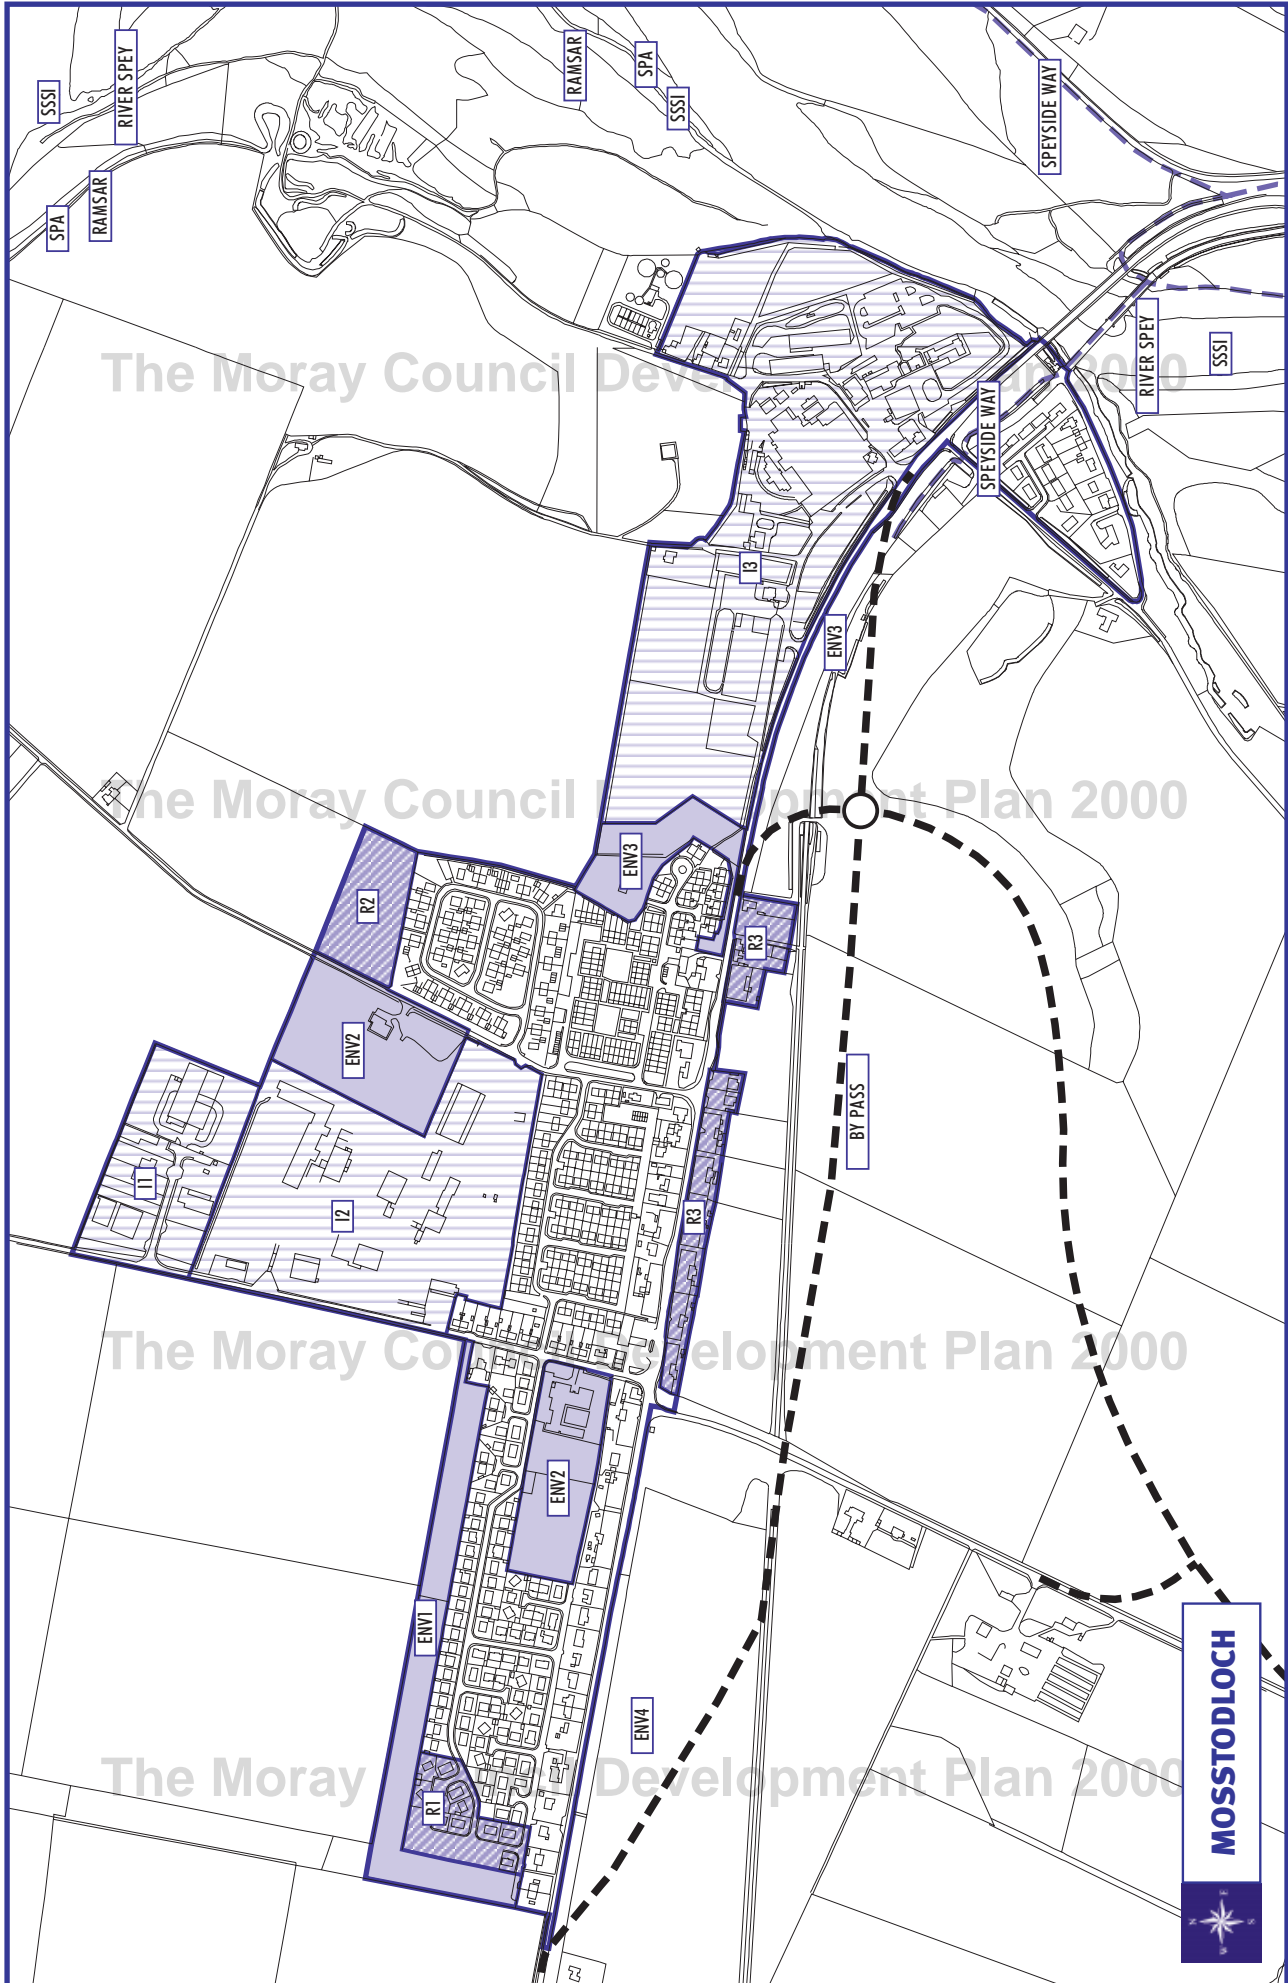 SSSI
RIVER SPEY
SPA
RAMSAR
RAMSAR
SPA
SSSI
SPEYSIDE WAY
The Moray Council Development Plan 2000
SPEYSIDE WAY
RIVER SPEY
SSSI
I3
ENV3
The Moray Council Development Plan 2000
ENV3
R2
R3
ENV2
BY PASS
I1
I2
R3
The Moray Council Development Plan 2000
ENV2
ENV1
ENV4
The Moray Council Development Plan 2000
R1
MOSSTODLOCH
N
E
S
W